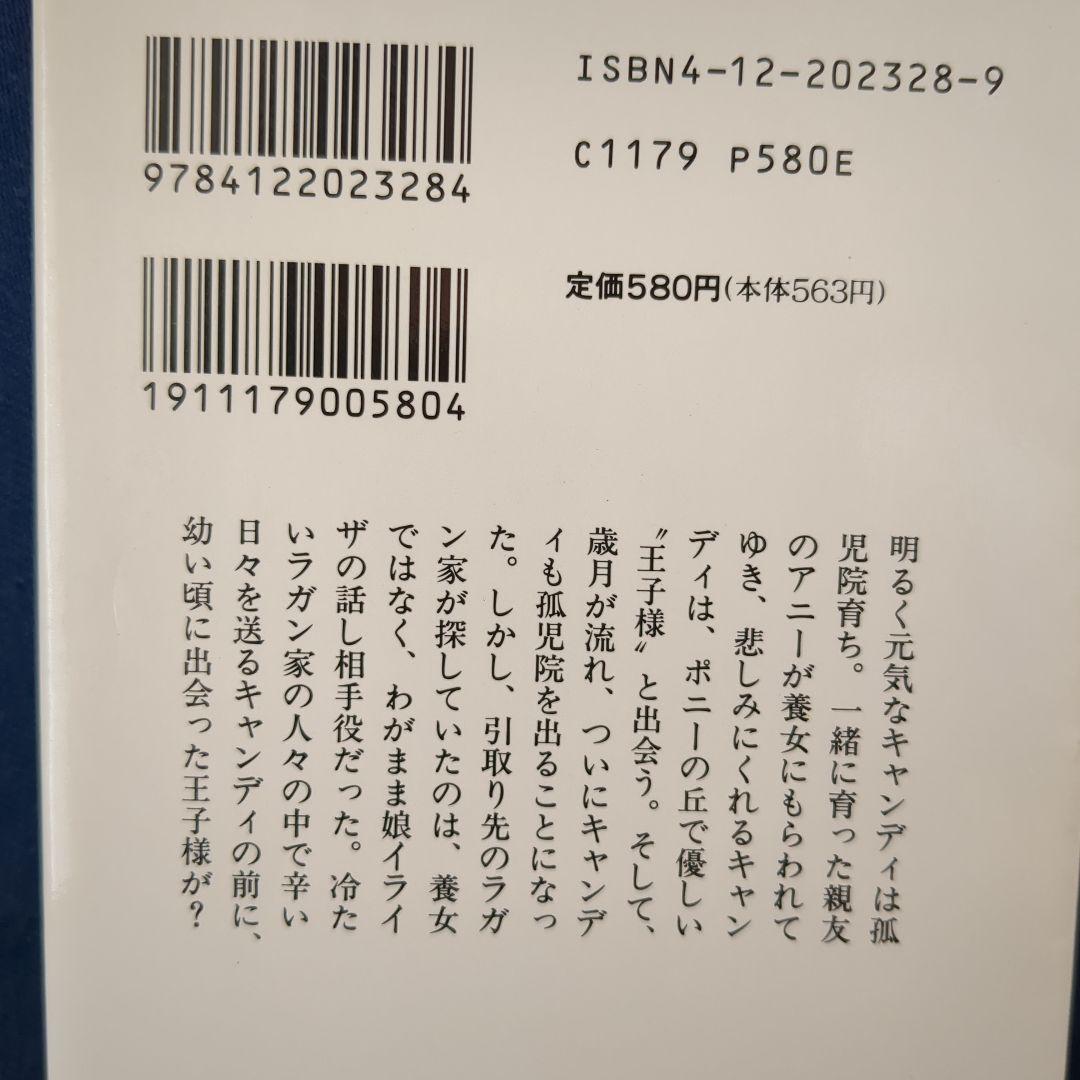 9784122023284
ISBN4-12-202328-9
C1179 P580E
1911179005804
定価580円(本体563円)
明るく元気なキャンディは孤
児院育ち。一緒に育った親友
のアニーが養女にもらわれて
ゆき、悲しみにくれるキャン
ディは、ポニーの丘で優しい
〝王子様〟と出会う。そして、
歳月が流れ、ついにキャンデ
ィも孤児院を出ることになっ
た。しかし、引取り先のラガ
ン家が探していたのは、養女
ではなく、わがまま娘イライ
ザの話し相手役だった。冷た
いラガン家の人々の中で辛い
日々を送るキャンディの前に、
幼い頃に出会った王子様が?